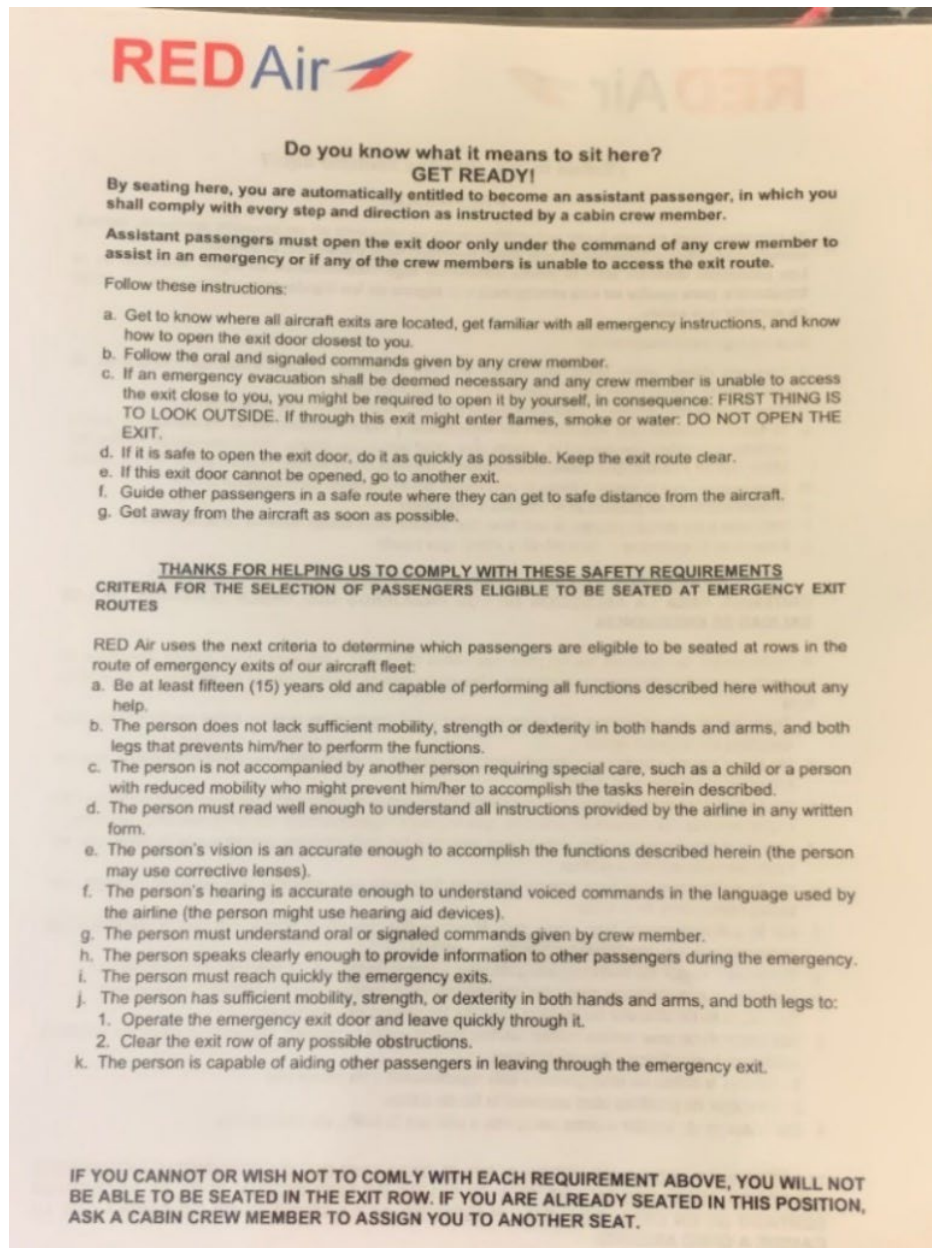 RED Air
Do you know what it means to sit here?
GET READY!
By seating here, you are automatically entitled to become an assistant passenger, in which you
shall comply with every step and direction as instructed by a cabin crew member.
Assistant passengers must open the exit door only under the command of any crew member to
assist in an emergency or if any of the crew members is unable to access the exit route.
Follow these instructions:
a. Get to know where all aircraft exits are located, get familiar with all emergency instructions, and know
how to open the exit door closest to you.
b. Follow the oral and signaled commands given by any crew member.
c. If an emergency evacuation shall be deemed necessary and any crew member is unable to access
the exit close to you, you might be required to open it by yourself, in consequence: FIRST THING IS
TO LOOK OUTSIDE. If through this exit might enter flames, smoke or water: DO NOT OPEN THE
EXIT.
d. If it is safe to open the exit door, do it as quickly as possible. Keep the exit route clear.
e. If this exit door cannot be opened, go to another exit.
f. Guide other passengers in a safe route where they can get to safe distance from the aircraft.
g. Get away from the aircraft as soon as possible.
THANKS FOR HELPING US TO COMPLY WITH THESE SAFETY REQUIREMENTS
CRITERIA FOR THE SELECTION OF PASSENGERS ELIGIBLE TO BE SEATED AT EMERGENCY EXIT
ROUTES
RED Air uses the next criteria to determine which passengers are eligible to be seated at rows in the
route of emergency exits of our aircraft fleet:
a. Be at least fifteen (15) years old and capable of performing all functions described here without any
help.
b. The person does not lack sufficient mobility, strength or dexterity in both hands and arms, and both
legs that prevents him/her to perform the functions.
c. The person is not accompanied by another person requiring special care, such as a child or a person
with reduced mobility who might prevent him/her to accomplish the tasks herein described.
d. The person must read well enough to understand all instructions provided by the airline in any written
form.
e. The person's vision is an accurate enough to accomplish the functions described herein (the person
may use corrective lenses).
f. The person's hearing is accurate enough to understand voiced commands in the language used by
the airline (the person might use hearing aid devices).
g. The person must understand oral or signaled commands given by crew member.
h. The person speaks clearly enough to provide information to other passengers during the emergency.
i. The person must reach quickly the emergency exits.
j. The person has sufficient mobility, strength, or dexterity in both hands and arms, and both legs to:
1. Operate the emergency exit door and leave quickly through it.
2. Clear the exit row of any possible obstructions.
k. The person is capable of aiding other passengers in leaving through the emergency exit.
IF YOU CANNOT OR WISH NOT TO COMLY WITH EACH REQUIREMENT ABOVE, YOU WILL NOT
BE ABLE TO BE SEATED IN THE EXIT ROW. IF YOU ARE ALREADY SEATED IN THIS POSITION,
ASK A CABIN CREW MEMBER TO ASSIGN YOU TO ANOTHER SEAT.